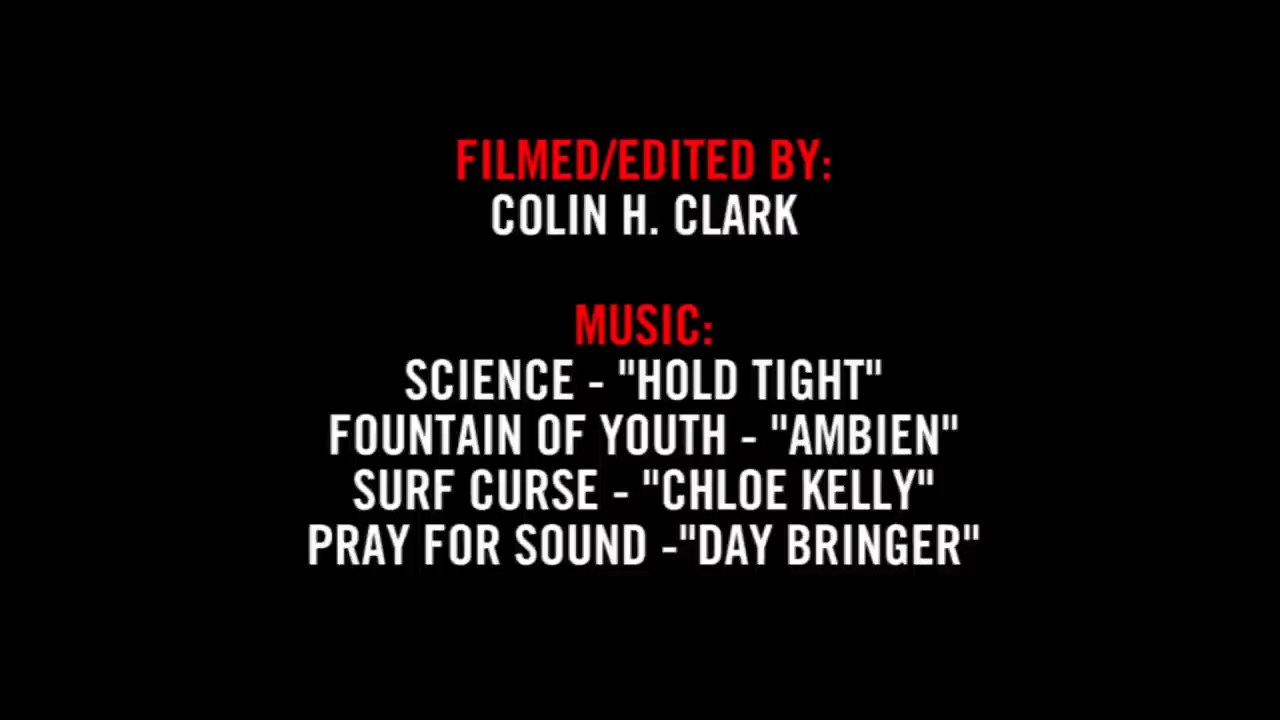 FILMED/EDITED BY:
COLIN H. CLARK
MUSIC:
SCIENCE - "HOLD TIGHT"
FOUNTAIN OF YOUTH - "AMBIEN"
SURF CURSE - "CHLOE KELLY"
PRAY FOR SOUND -"DAY BRINGER"